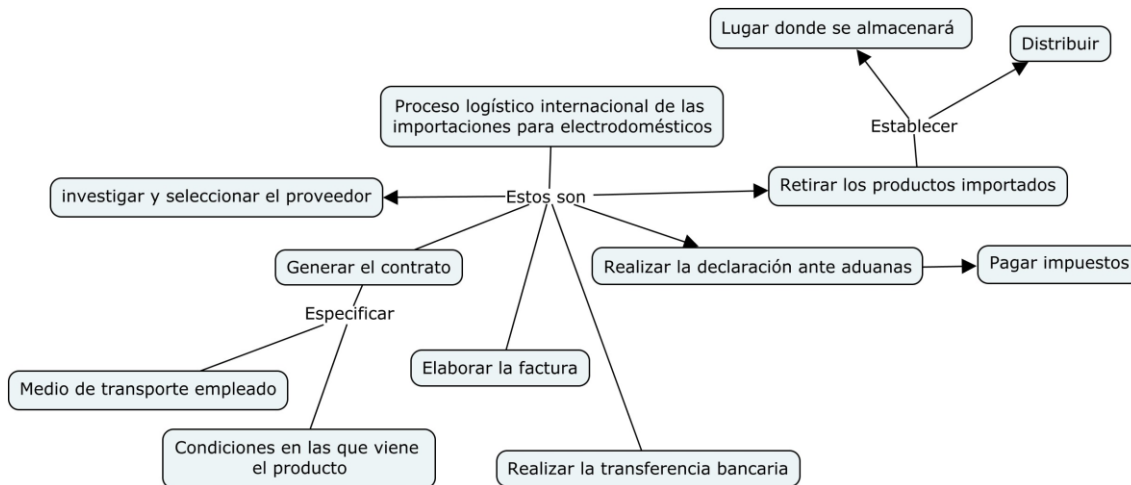 Lugar donde se almacenará
Distribuir
Proceso logístico internacional de las
importaciones para electrodomésticos
Establecer
investigar y seleccionar el proveedor
Estos son
Retirar los productos importados
Generar el contrato
Realizar la declaración ante aduanas
Pagar impuestos
Especificar
Elaborar la factura
Medio de transporte empleado
Condiciones en las que viene
el producto
Realizar la transferencia bancaria